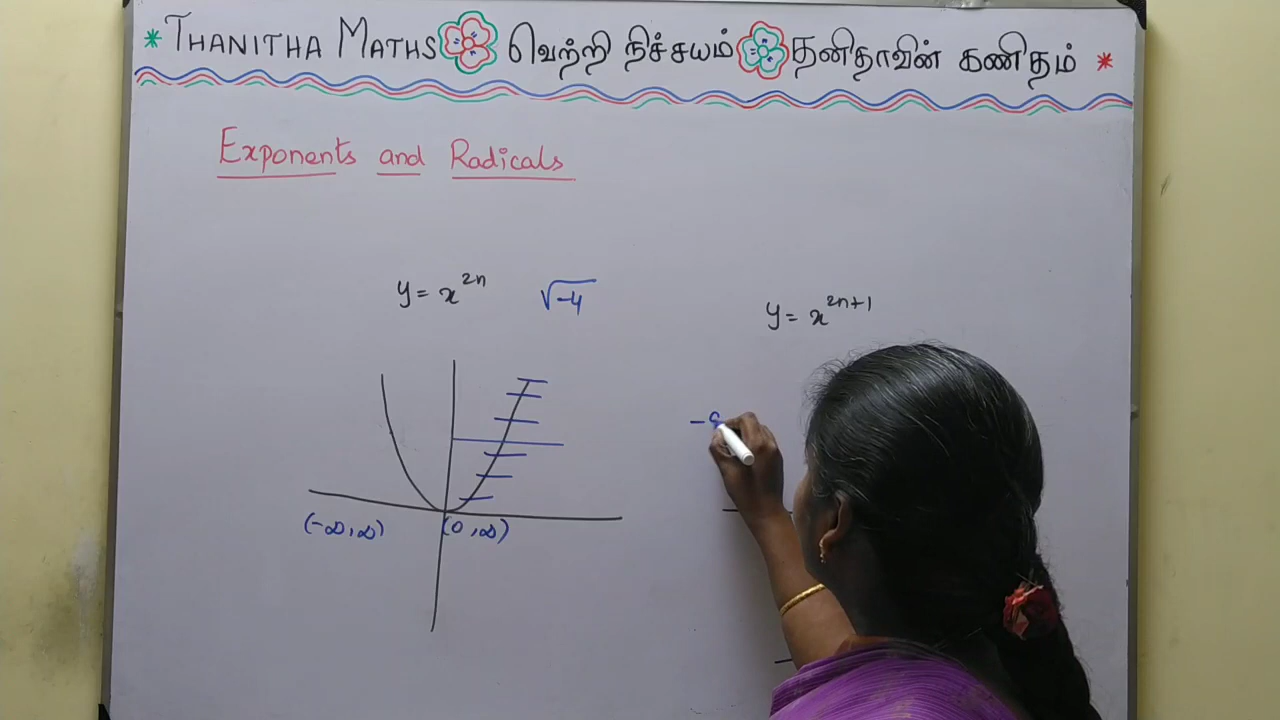 * THANITHA MATHS வெற்றி நிச்சயம் தனிதாவின் கணிதம் *
Exponents and Radicals
y = x^{2n} √-4
y = x^{2n+1}
(-∞, ∞) (0, ∞)